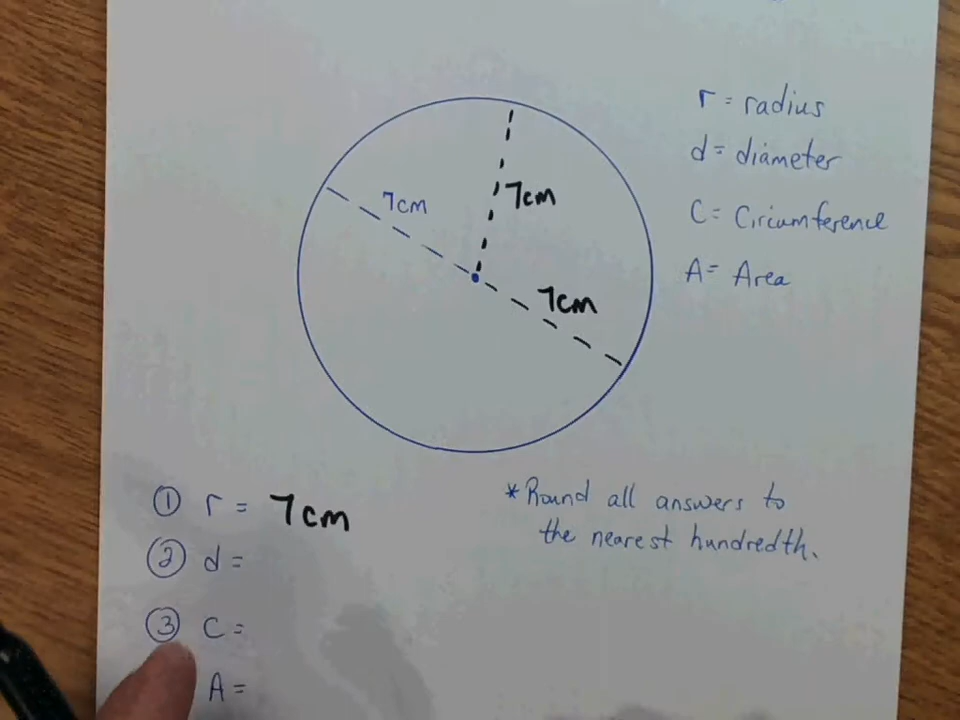 r = radius
d = diameter
C = Circumference
A = Area
7cm
7cm
7cm
① r = 7cm
② d =
③ C =
A =
* Round all answers to
the nearest hundredth.